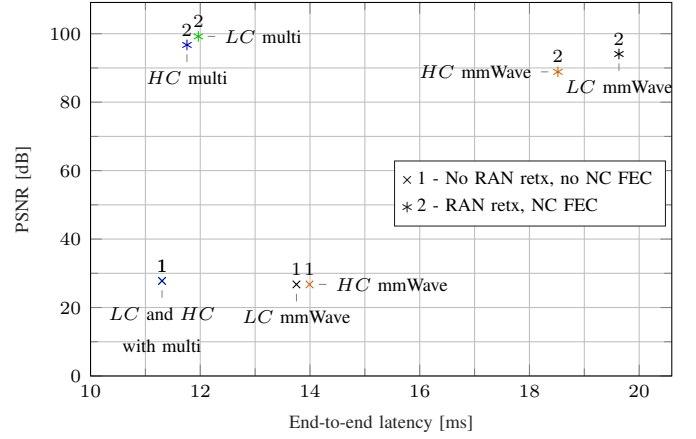 100
80
60
40
20
0
PSNR [dB]
2
2
LC multi
HC multi
HC mmWave
2
2
LC mmWave
× 1 - No RAN retx, no NC FEC
∗ 2 - RAN retx, NC FEC
1
LC and HC
with multi
1 1
HC mmWave
LC mmWave
10 12 14 16 18 20
End-to-end latency [ms]